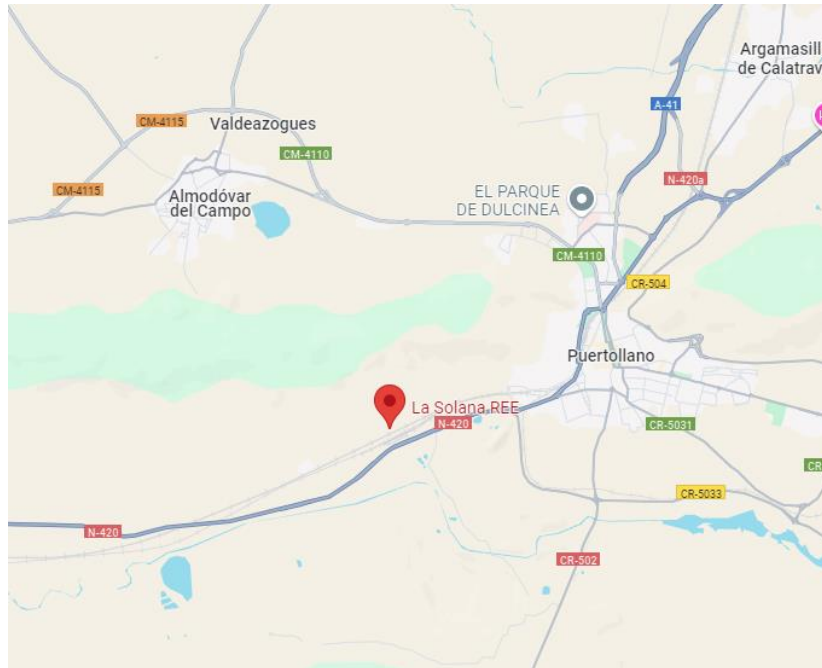 Argamasill
de Calatrav
CM-4115
Valdeazogues
A-41
CM-4110
CM-4115
Almodóvar
del Campo
EL PARQUE
DE DULCINEA
N-420a
CM-4110
CR-504
Puertollano
La Solana REE
N-420
CR-5031
CR
CR-5033
N-420
CR-502